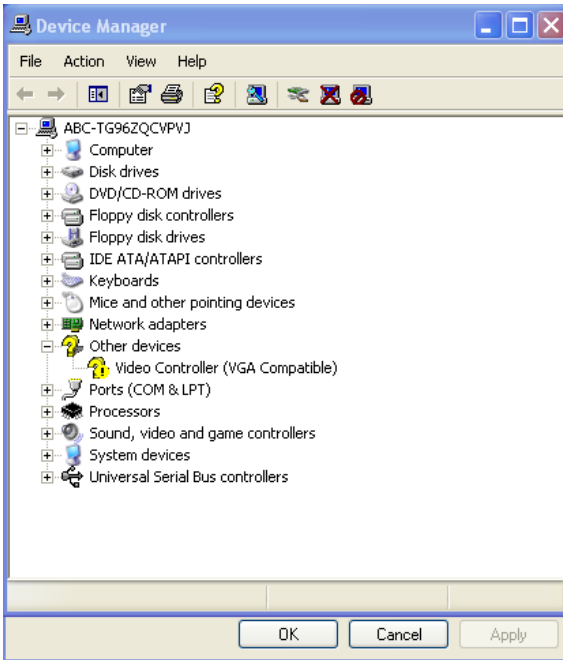 Device Manager
File Action View Help
ABC-TG96ZQCVPVJ
Computer
Disk drives
DVD/CD-ROM drives
Floppy disk controllers
Floppy disk drives
IDE ATA/ATAPI controllers
Keyboards
Mice and other pointing devices
Network adapters
Other devices
Video Controller (VGA Compatible)
Ports (COM & LPT)
Processors
Sound, video and game controllers
System devices
Universal Serial Bus controllers
OK Cancel Apply